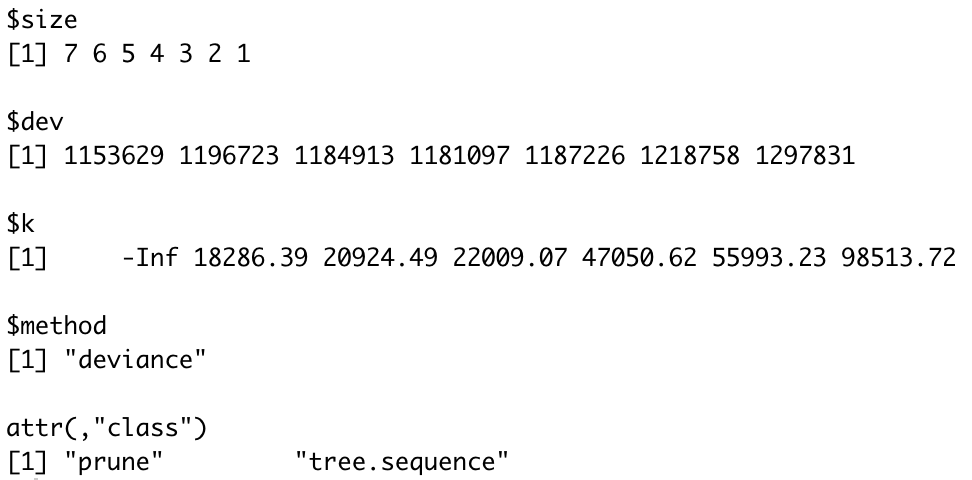 $size
[1] 7 6 5 4 3 2 1
$dev
[1] 1153629 1196723 1184913 1181097 1187226 1218758 1297831
$k
[1]     -Inf 18286.39 20924.49 22009.07 47050.62 55993.23 98513.72
$method
[1] "deviance"
attr(,"class")
[1] "prune"         "tree.sequence"